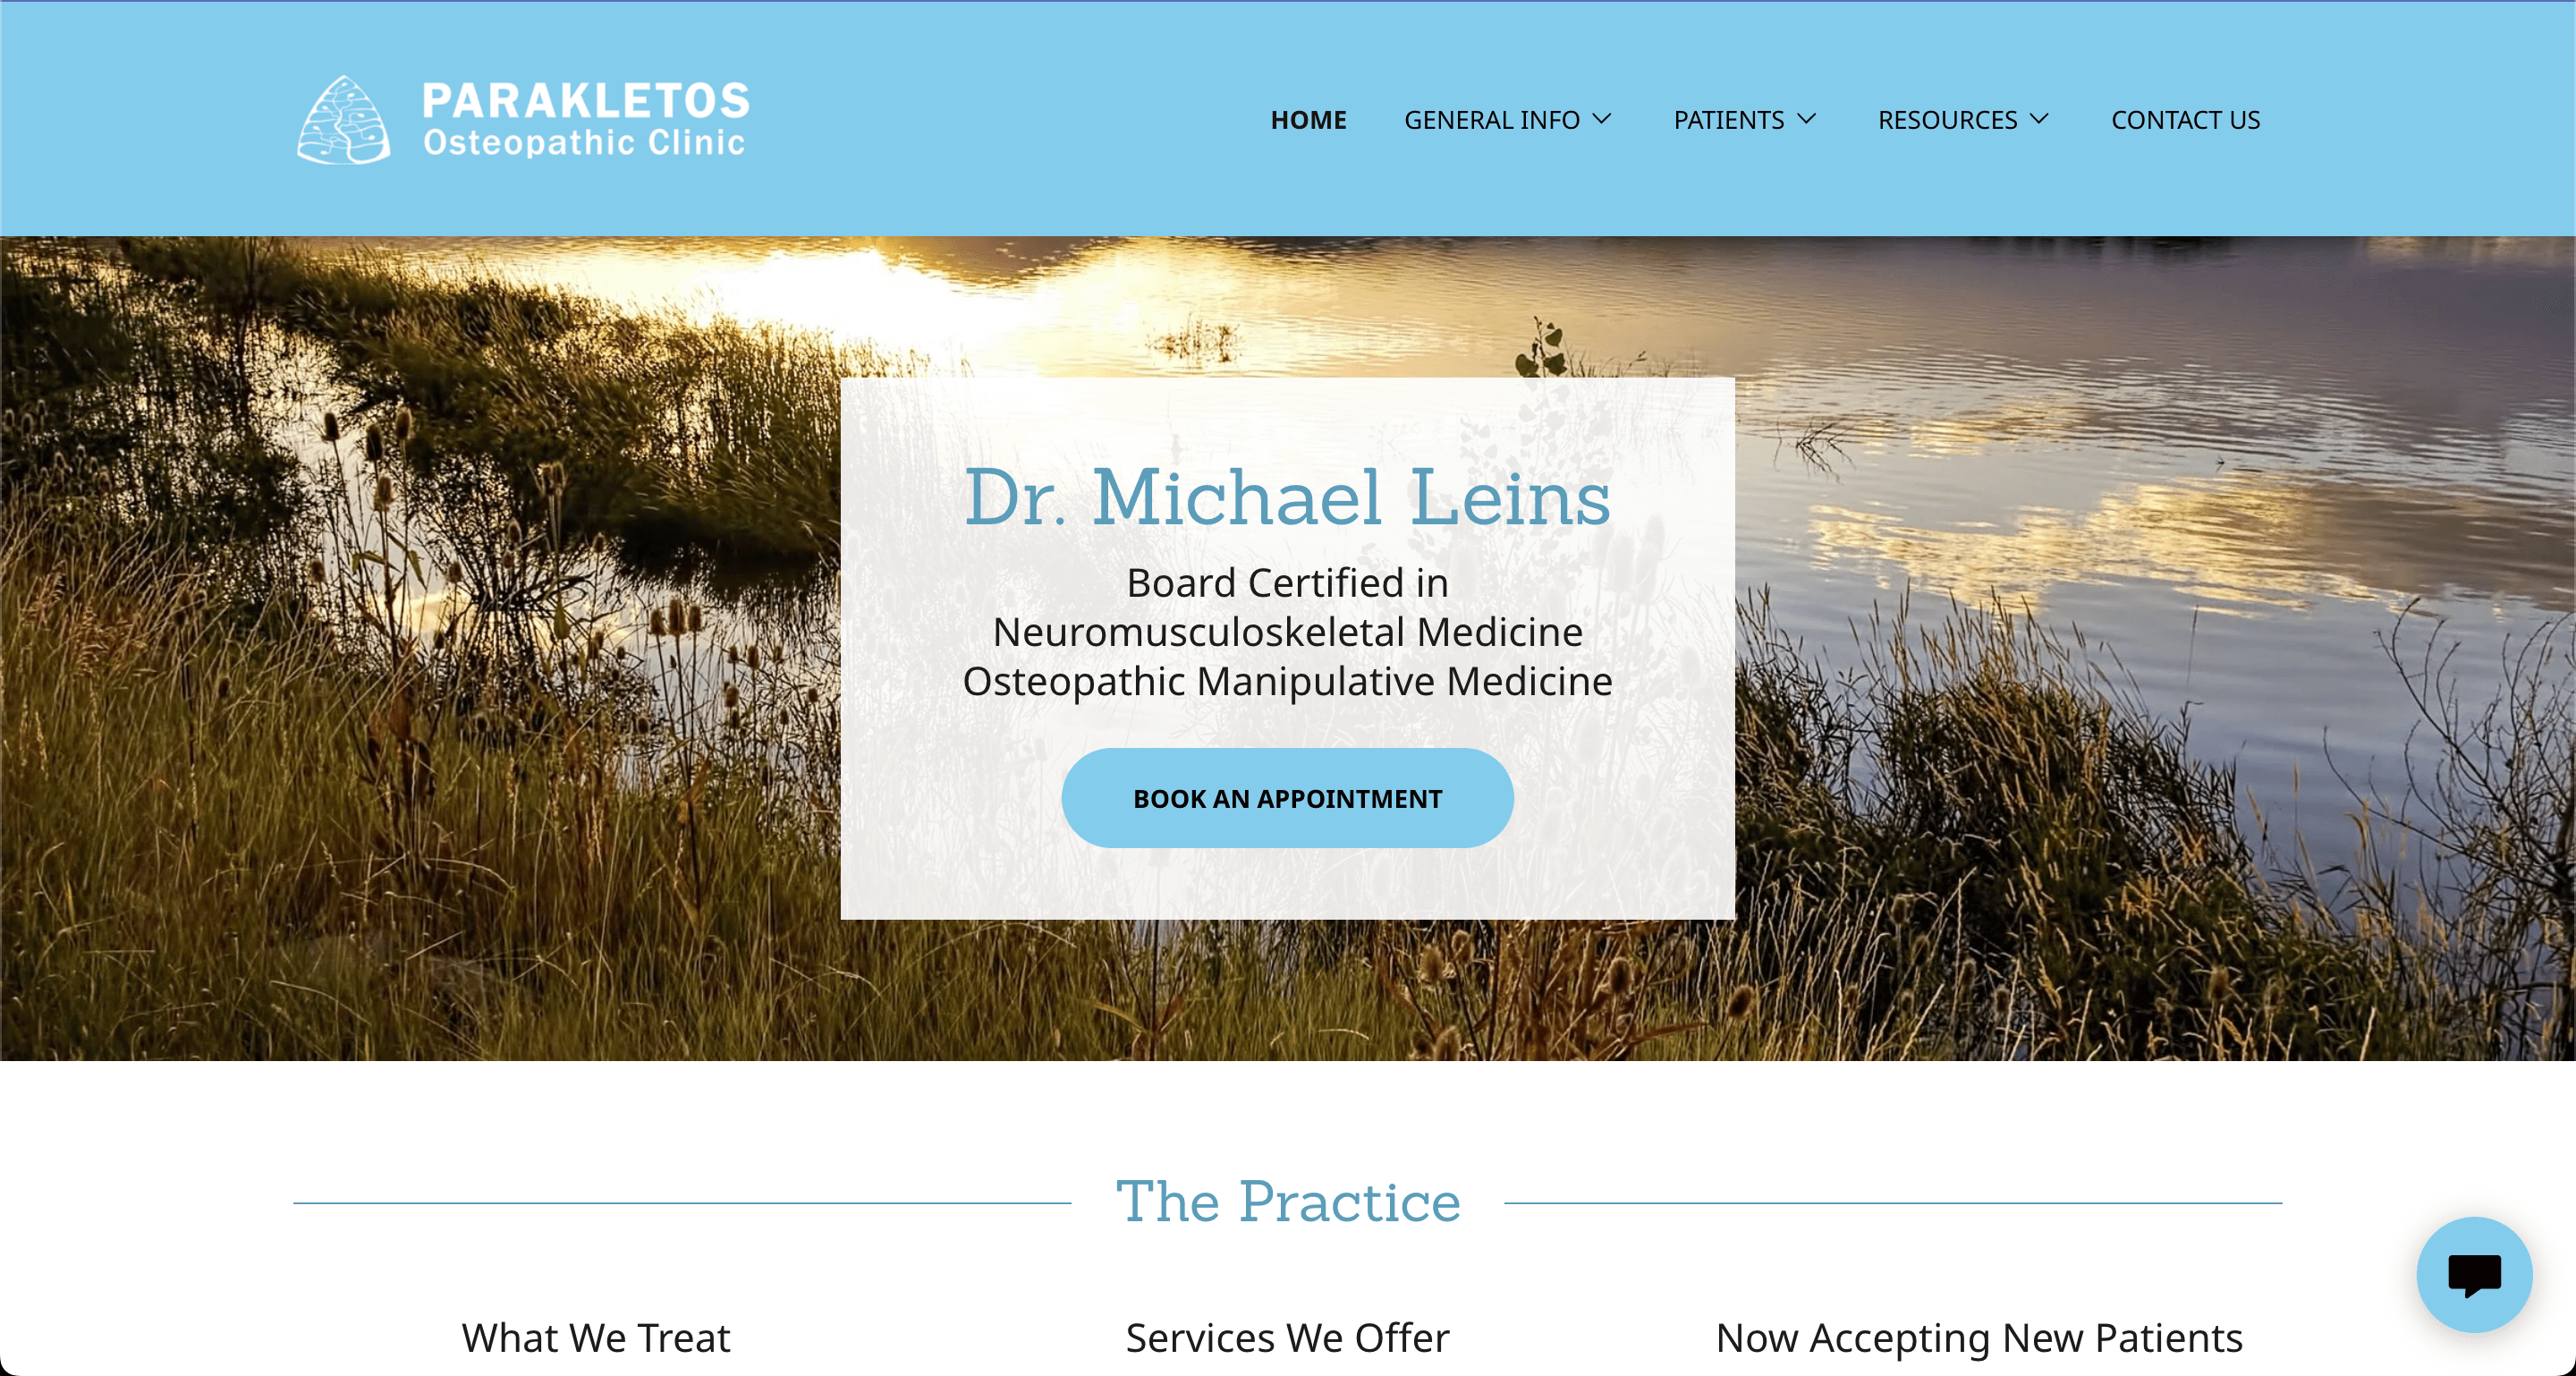 PARAKLETOS
Osteopathic Clinic
HOME
GENERAL INFO
PATIENTS
RESOURCES
CONTACT US
Dr. Michael Leins
Board Certified in
Neuromusculoskeletal Medicine
Osteopathic Manipulative Medicine
BOOK AN APPOINTMENT
The Practice
What We Treat
Services We Offer
Now Accepting New Patients